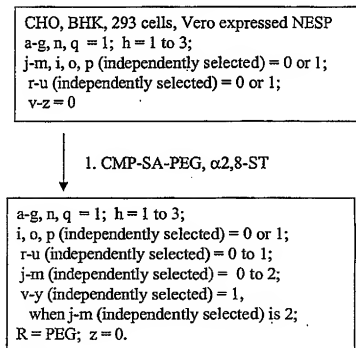 CHO, BHK, 293 cells, Vero expressed NESP
a-g, n, q = 1; h = 1 to 3;
j-m, i, o, p (independently selected) = 0 or 1;
r-u (independently selected) = 0 or 1;
v-z = 0
1. CMP-SA-PEG, α2,8-ST
a-g, n, q = 1; h = 1 to 3;
i, o, p (independently selected) = 0 or 1;
r-u (independently selected) = 0 to 1;
j-m (independently selected) = 0 to 2;
v-y (independently selected) = 1,
when j-m (independently selected) is 2;
R = PEG; z = 0.